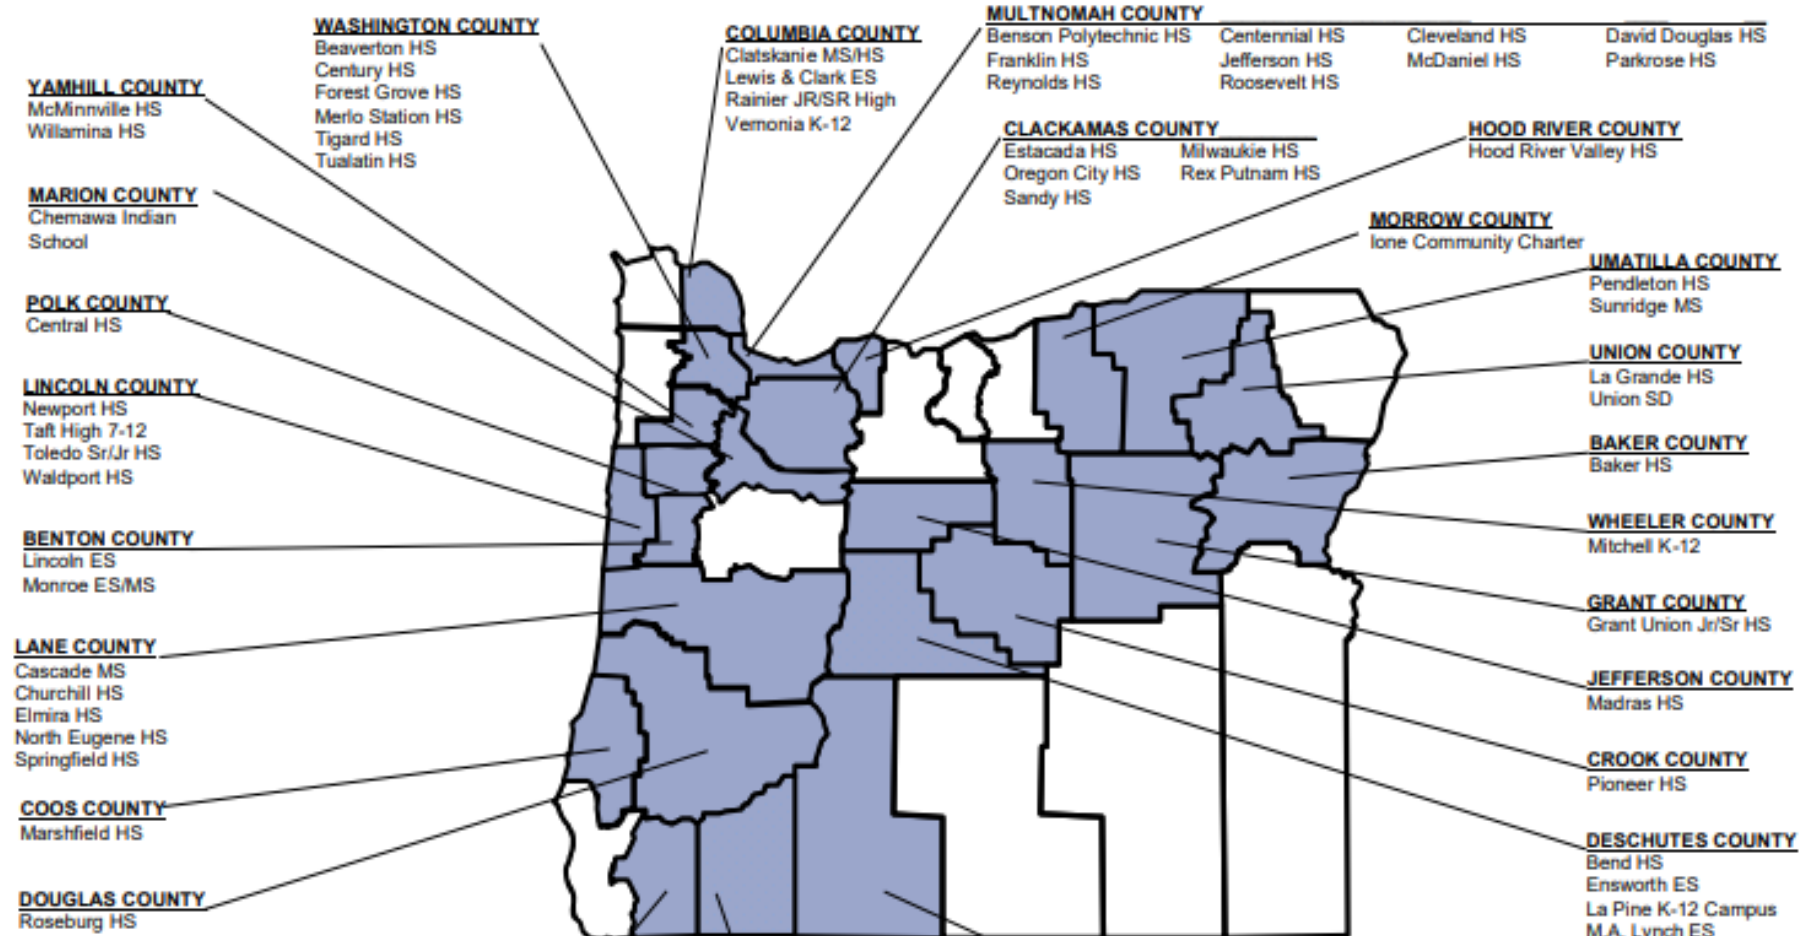 MULTNOMAH COUNTY
Benson Polytechnic HS Centennial HS Cleveland HS David Douglas HS
Franklin HS Jefferson HS McDaniel HS Parkrose HS
Reynolds HS Roosevelt HS
WASHINGTON COUNTY
Beaverton HS
Century HS
Forest Grove HS
Merlo Station HS
Tigard HS
Tualatin HS
COLUMBIA COUNTY
Clatskanie MS/HS
Lewis & Clark ES
Rainier JR/SR High
Vernonia K-12
YAMHILL COUNTY
McMinnville HS
Willamina HS
CLACKAMAS COUNTY
Estacada HS Milwaukie HS
Oregon City HS Rex Putnam HS
Sandy HS
HOOD RIVER COUNTY
Hood River Valley HS
MARION COUNTY
Chemawa Indian
School
MORROW COUNTY
Ione Community Charter
UMATILLA COUNTY
Pendleton HS
Sunridge MS
POLK COUNTY
Central HS
UNION COUNTY
La Grande HS
Union SD
LINCOLN COUNTY
Newport HS
Taft High 7-12
Toledo Sr/Jr HS
Waldport HS
BAKER COUNTY
Baker HS
WHEELER COUNTY
Mitchell K-12
BENTON COUNTY
Lincoln ES
Monroe ES/MS
GRANT COUNTY
Grant Union Jr/Sr HS
LANE COUNTY
Cascade MS
Churchill HS
Elmira HS
North Eugene HS
Springfield HS
JEFFERSON COUNTY
Madras HS
CROOK COUNTY
Pioneer HS
COOS COUNTY
Marshfield HS
DESCHUTES COUNTY
Bend HS
Ensworth ES
La Pine K-12 Campus
M.A. Lynch ES
DOUGLAS COUNTY
Roseburg HS